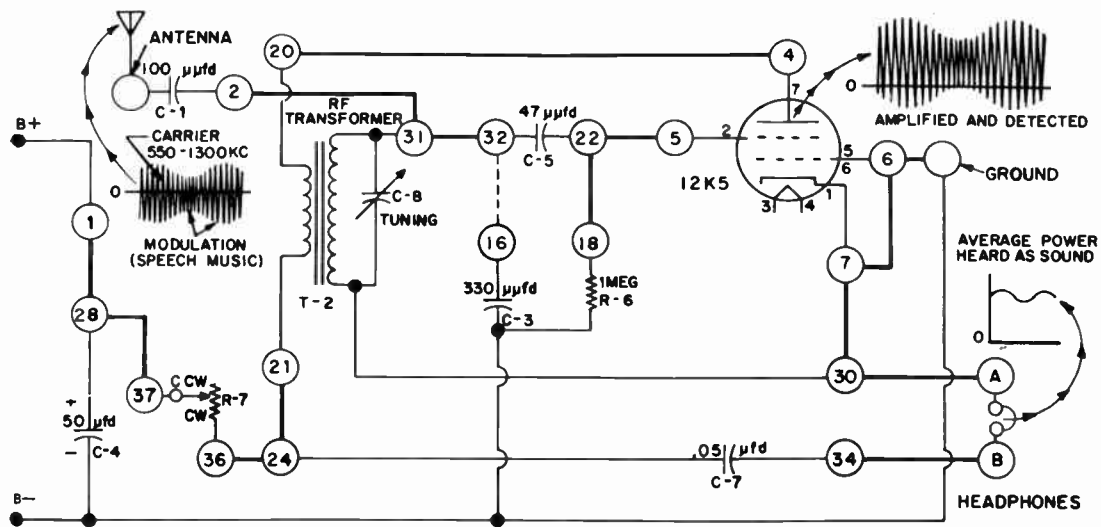 ANTENNA
100 μμfd
C-1
2
20
4
7
0
AMPLIFIED AND DETECTED
B+
CARRIER
550-1300KC
0
MODULATION
(SPEECH MUSIC)
RF
TRANSFORMER
31
32
47
μμfd
C-5
22
5
2
5
6
12K5
3
4
1
6
GROUND
1
C-8
TUNING
16
18
7
AVERAGE POWER
HEARD AS SOUND
0
T-2
330 μμfd
C-3
1MEG
R-6
28
21
30
A
37
C CW
R-7
CW
+
50 μfd
−
C-4
36
24
.05 μfd
C-7
34
B
B−
HEADPHONES